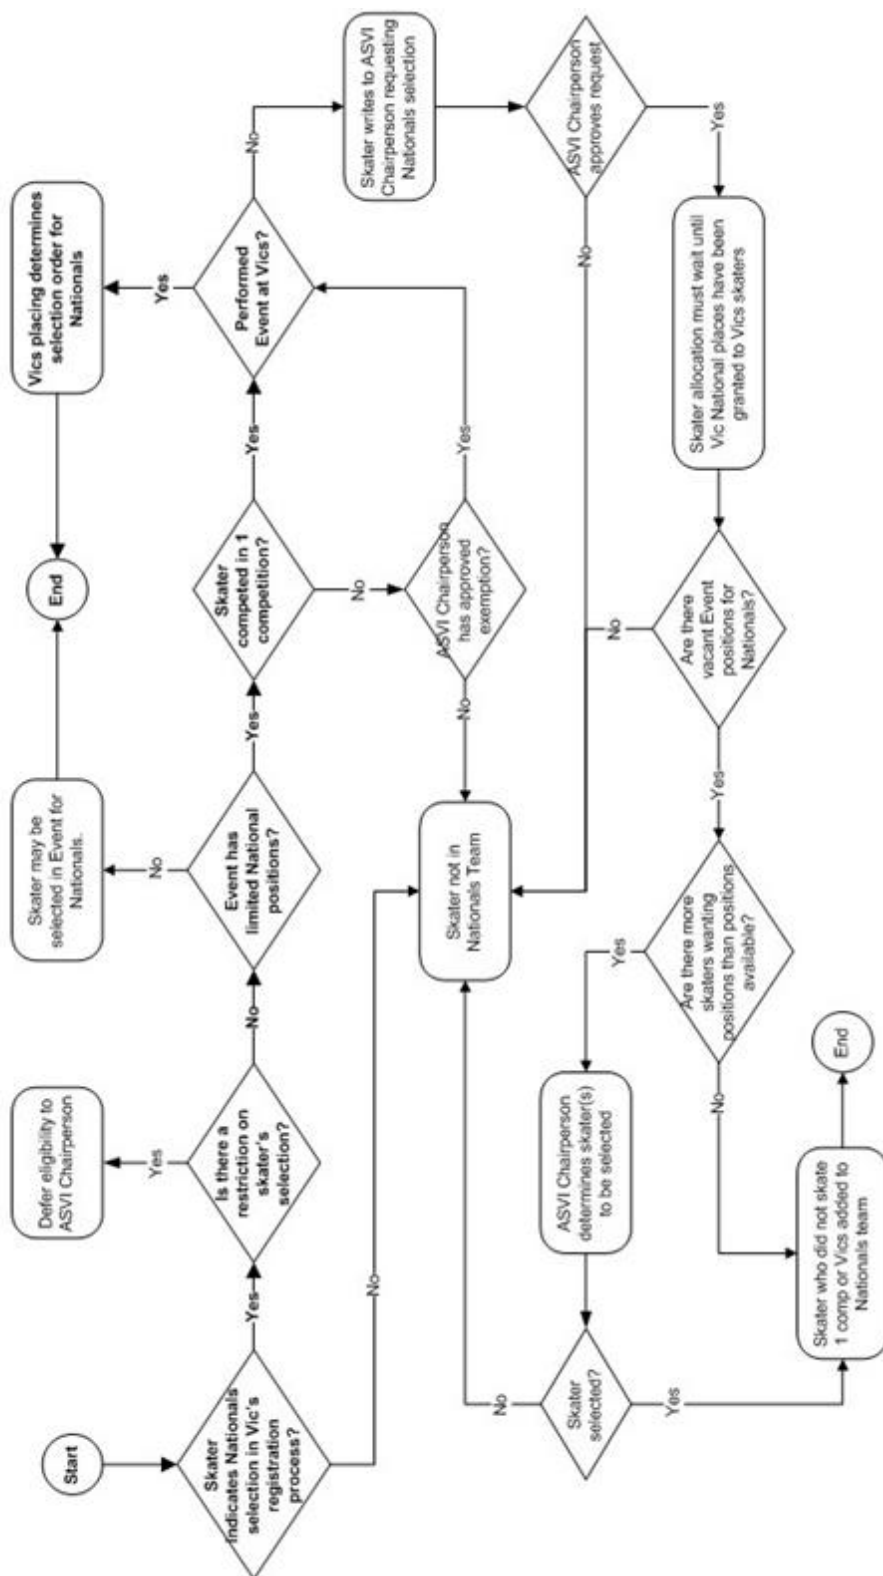 Start
Skater
Indicates Nationals
selection in Vic's
registration
process?
Yes
No
Is there a
restriction on
skater's
selection?
Yes
Defer eligibility to
ASVI Chairperson
No
Event has
limited National
positions?
No
Skater may be
selected in Event for
Nationals.
End
Yes
Skater
competed in 1
competition?
Yes
No
ASVI Chairperson
has approved
exemption?
Yes
No
Performed
Event at Vics?
Yes
Vics placing determines
selection order for
Nationals
No
Skater writes to ASVI
Chairperson requesting
Nationals selection
ASVI Chairperson
approves request
No
Yes
Skater allocation must wait until
Vic National places have been
granted to Vics skaters
Are there
vacant Event
positions for
Nationals?
No
Yes
Are there more
skaters wanting
positions than positions
available?
Yes
No
ASVI Chairperson
determines skater(s)
to be selected
Skater
selected?
No
Yes
Skater not in
Nationals Team
Skater who did not skate
1 comp or Vics added to
Nationals team
End